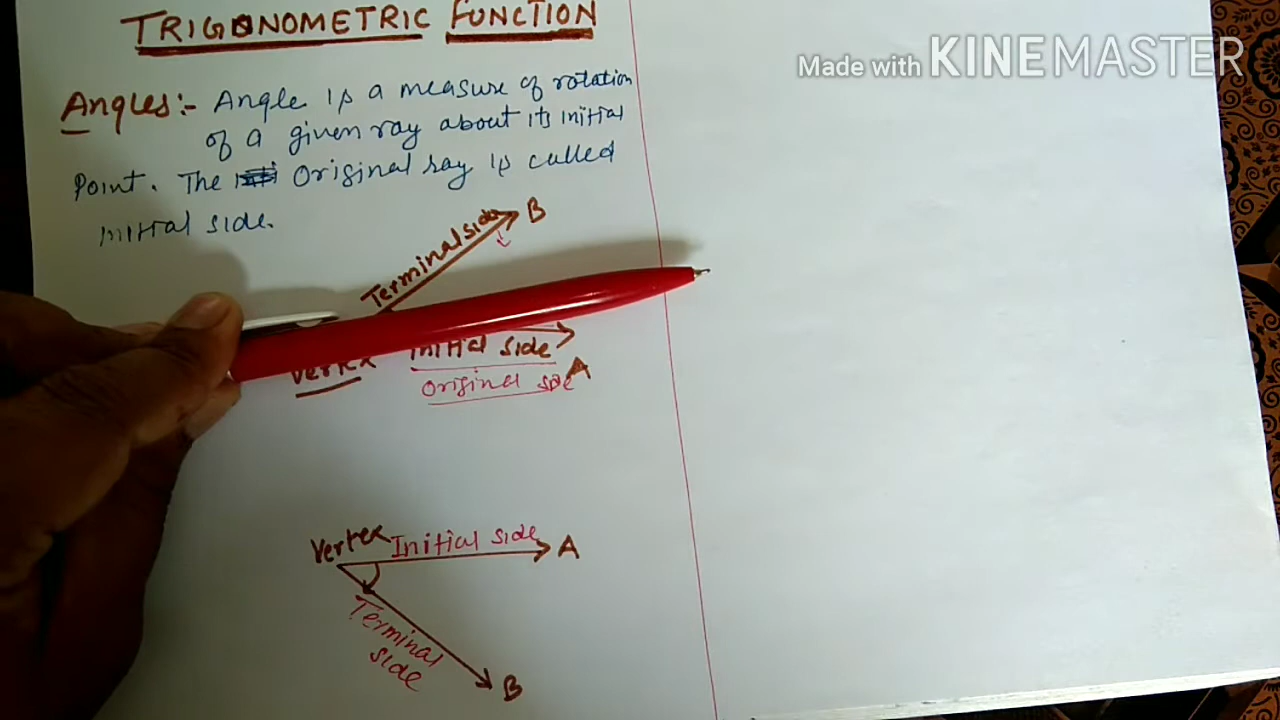 TRIGONOMETRIC FUNCTION
Made with KINEMASTER
Angles:- Angle is a measure of rotation
of a given ray about its initial
Point. The Original ray is called
initial side.
B
Terminal side
Vertex Initial side
A
Original side
Vertex Initial side A
Terminal
side
B